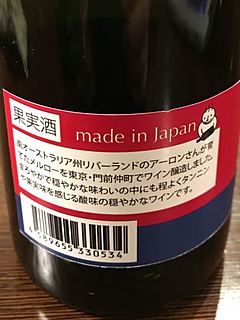 果実酒
made in Japan
南オーストラリア州リバーランドのアーロンさんが育
てたメルローを東京・門前仲町でワイン醸造しました
まろやかで穏やかな味わいの中にも程よくタンニン
や果実味を感じる酸味の穏やかなワインです。
4 589655 330534